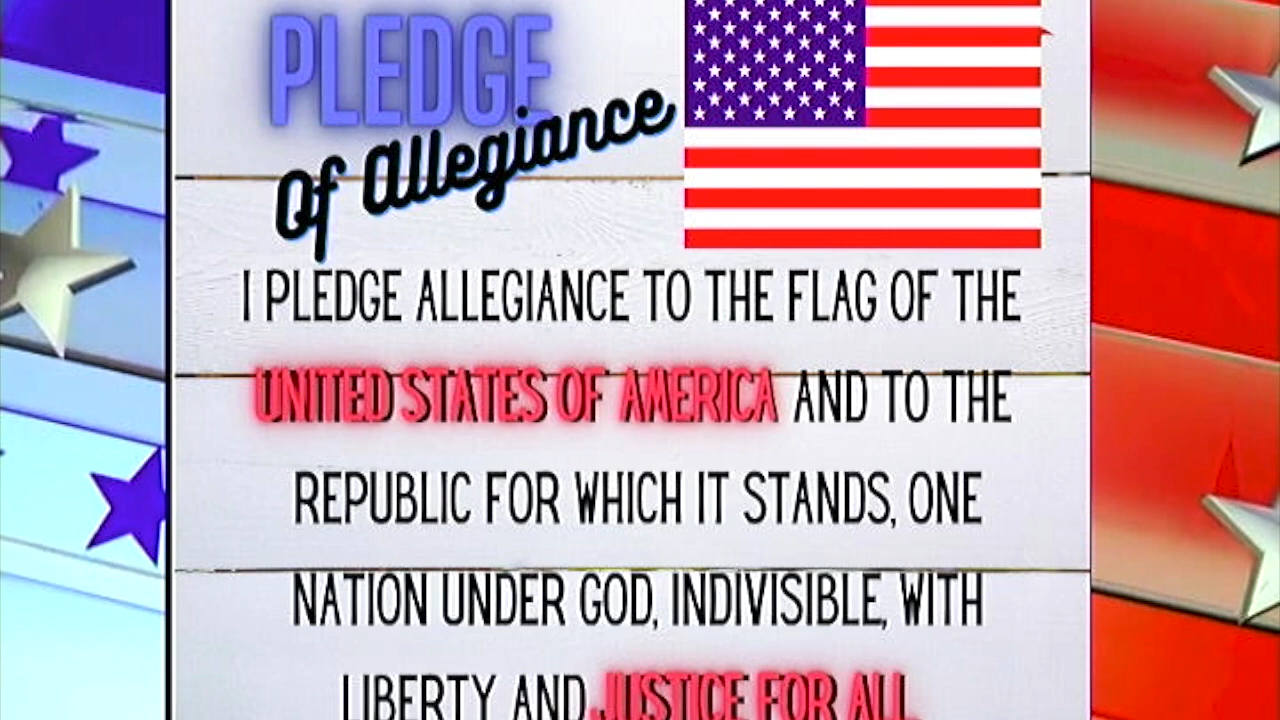 PLEDGE
Of Allegiance
I PLEDGE ALLEGIANCE TO THE FLAG OF THE
UNITED STATES OF AMERICA AND TO THE
REPUBLIC FOR WHICH IT STANDS, ONE
NATION UNDER GOD, INDIVISIBLE, WITH
LIBERTY AND JUSTICE FOR ALL